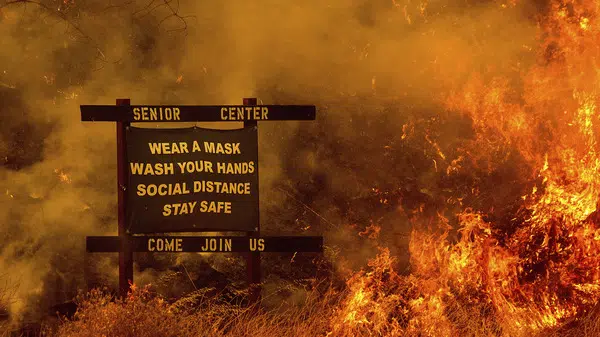 SENIOR CENTER
WEAR A MASK
WASH YOUR HANDS
SOCIAL DISTANCE
STAY SAFE
COME JOIN US